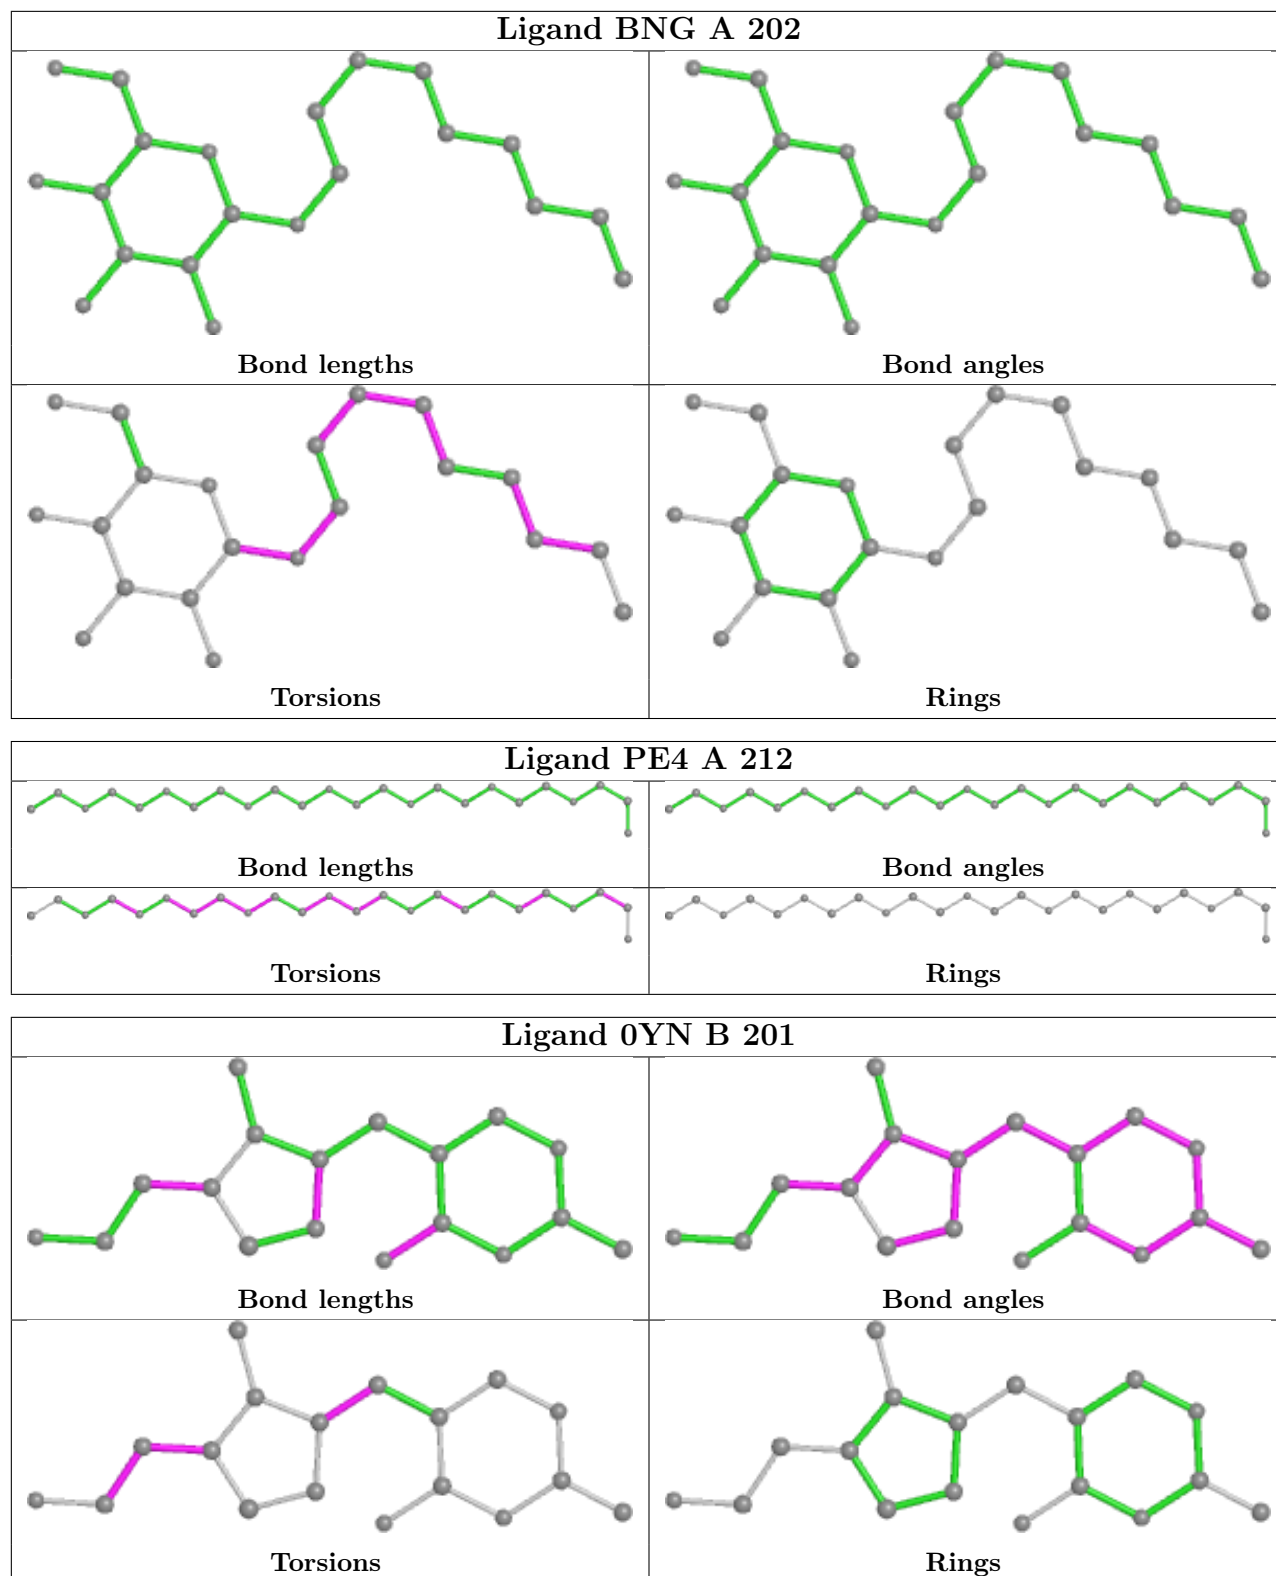 Ligand BNG A 202
Bond lengths
Bond angles
Torsions
Rings
Ligand PE4 A 212
Bond lengths
Bond angles
Torsions
Rings
Ligand 0YN B 201
Bond lengths
Bond angles
Torsions
Rings